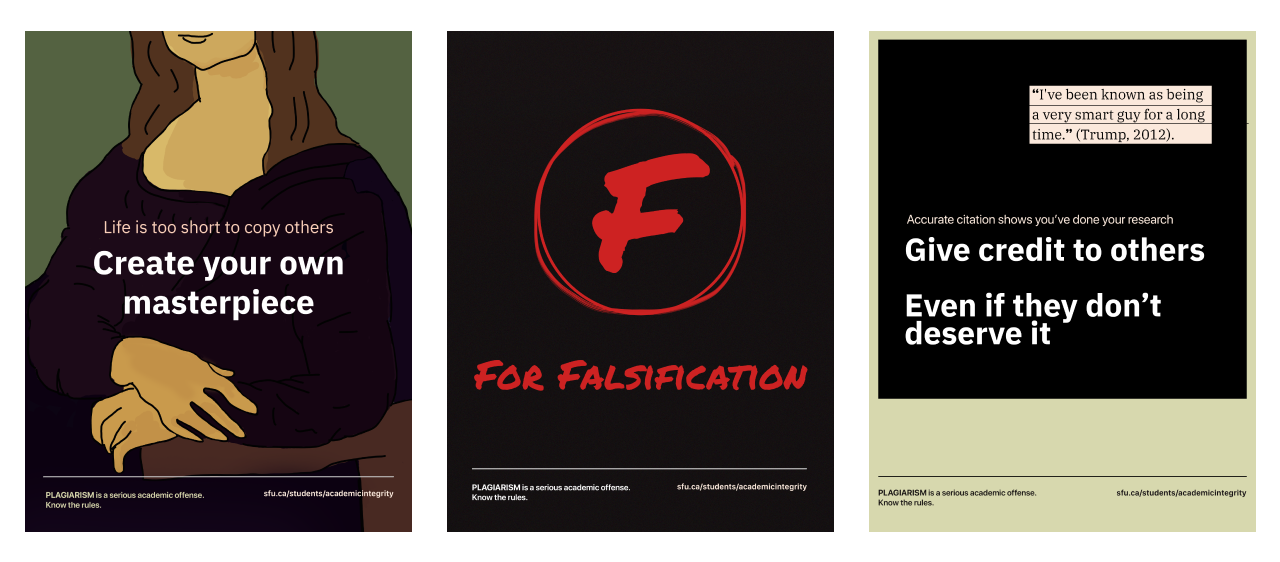 Life is too short to copy others
Create your own
masterpiece
PLAGIARISM is a serious academic offense.
Know the rules.
sfu.ca/students/academicintegrity
F
For Falsification
PLAGIARISM is a serious academic offense.
Know the rules.
sfu.ca/students/academicintegrity
“I've been known as being
a very smart guy for a long
time.” (Trump, 2012).
Accurate citation shows you’ve done your research
Give credit to others
Even if they don’t
deserve it
PLAGIARISM is a serious academic offense.
Know the rules.
sfu.ca/students/academicintegrity